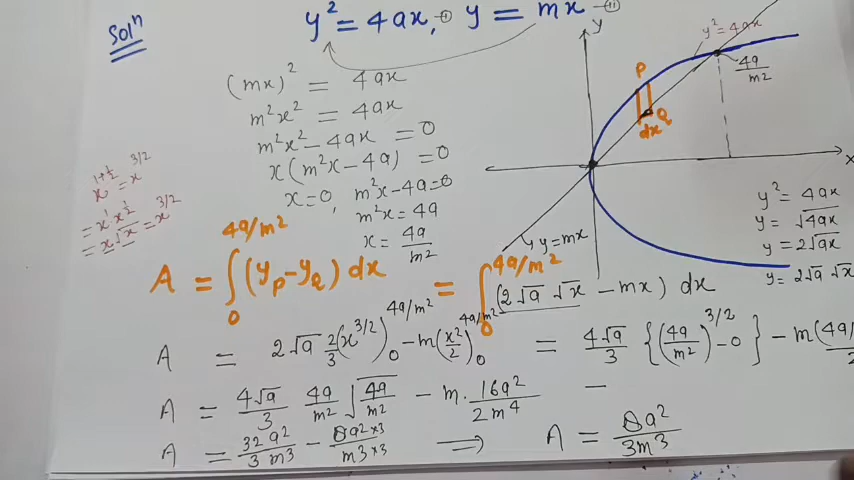 Solⁿ
y² = 4ax, -① y = mx -②
(mx)² = 4ax
m²x² = 4ax
m²x² - 4ax = 0
x(m²x - 4a) = 0
x = 0, m²x - 4a = 0
m²x = 4a
x = 4a/m²
x^(1+1/2) = x^(3/2)
= x¹ x^(1/2)
= x√x = x^(3/2)
y
y² = 4ax
4a/m²
P
Q
dx
x
y = mx
y² = 4ax
y = √4ax
y = 2√ax
y = 2√a √x
A = ∫₀^(4a/m²) (y_P - y_Q) dx = ∫₀^(4a/m²) (2√a √x - mx) dx
A = 2√a 2/3 (x^(3/2))₀^(4a/m²) - m(x²/2)₀^(4a/m²) = 4√a/3 {(4a/m²)^(3/2) - 0} - m(4a/
A = 4√a/3 4a/m² √(4a/m²) - m · 16a²/2m⁴ —
A = 32a²/3m³ - 8a²×3/m³×3 ⟹ A = 8a²/3m³